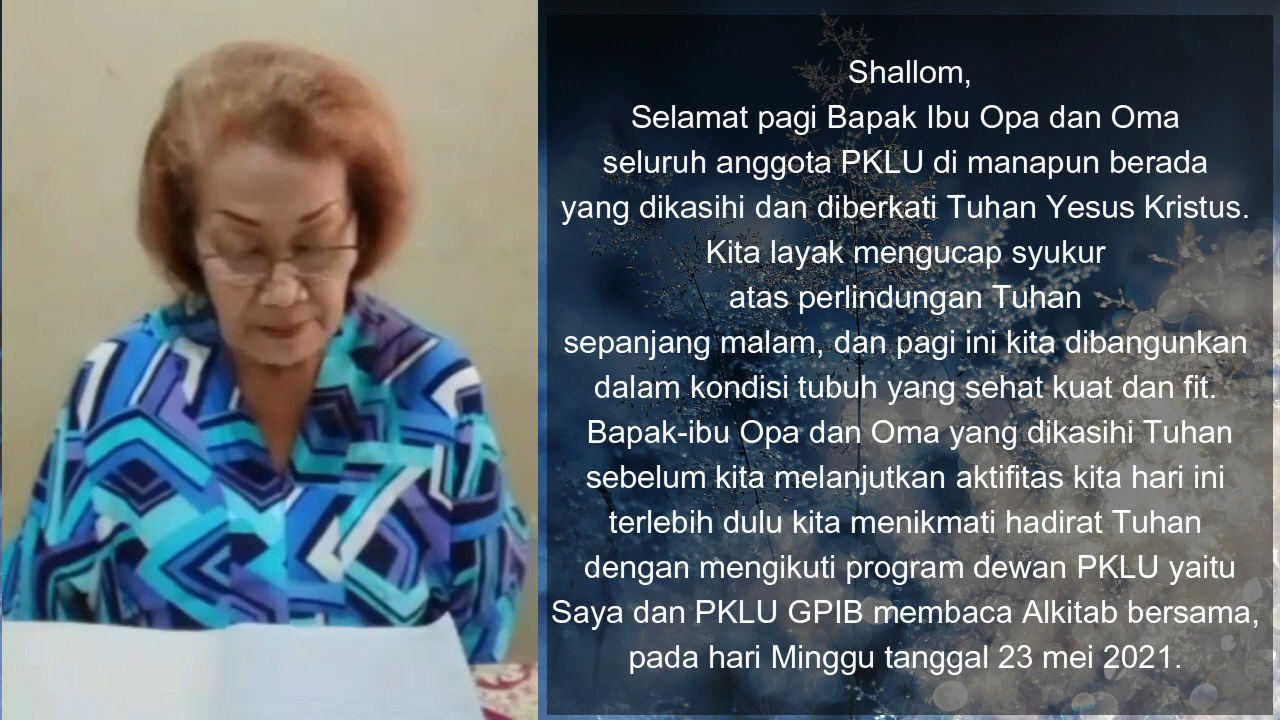 Shallom,
Selamat pagi Bapak Ibu Opa dan Oma
seluruh anggota PKLU di manapun berada
yang dikasihi dan diberkati Tuhan Yesus Kristus.
Kita layak mengucap syukur
atas perlindungan Tuhan
sepanjang malam, dan pagi ini kita dibangunkan
dalam kondisi tubuh yang sehat kuat dan fit.
Bapak-ibu Opa dan Oma yang dikasihi Tuhan
sebelum kita melanjutkan aktifitas kita hari ini
terlebih dulu kita menikmati hadirat Tuhan
dengan mengikuti program dewan PKLU yaitu
Saya dan PKLU GPIB membaca Alkitab bersama,
pada hari Minggu tanggal 23 mei 2021.